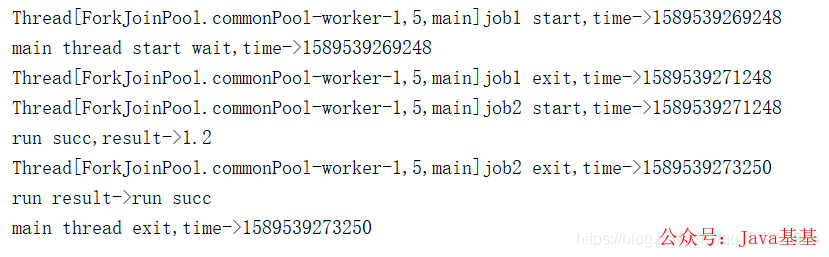 Thread[ForkJoinPool.commonPool-worker-1,5,main]job1 start,time->1589539269248
main thread start wait,time->1589539269248
Thread[ForkJoinPool.commonPool-worker-1,5,main]job1 exit,time->1589539271248
Thread[ForkJoinPool.commonPool-worker-1,5,main]job2 start,time->1589539271248
run succ,result->1.2
Thread[ForkJoinPool.commonPool-worker-1,5,main]job2 exit,time->1589539273250
run result->run succ
main thread exit,time->1589539273250
https://blog. 公众号：Java基基